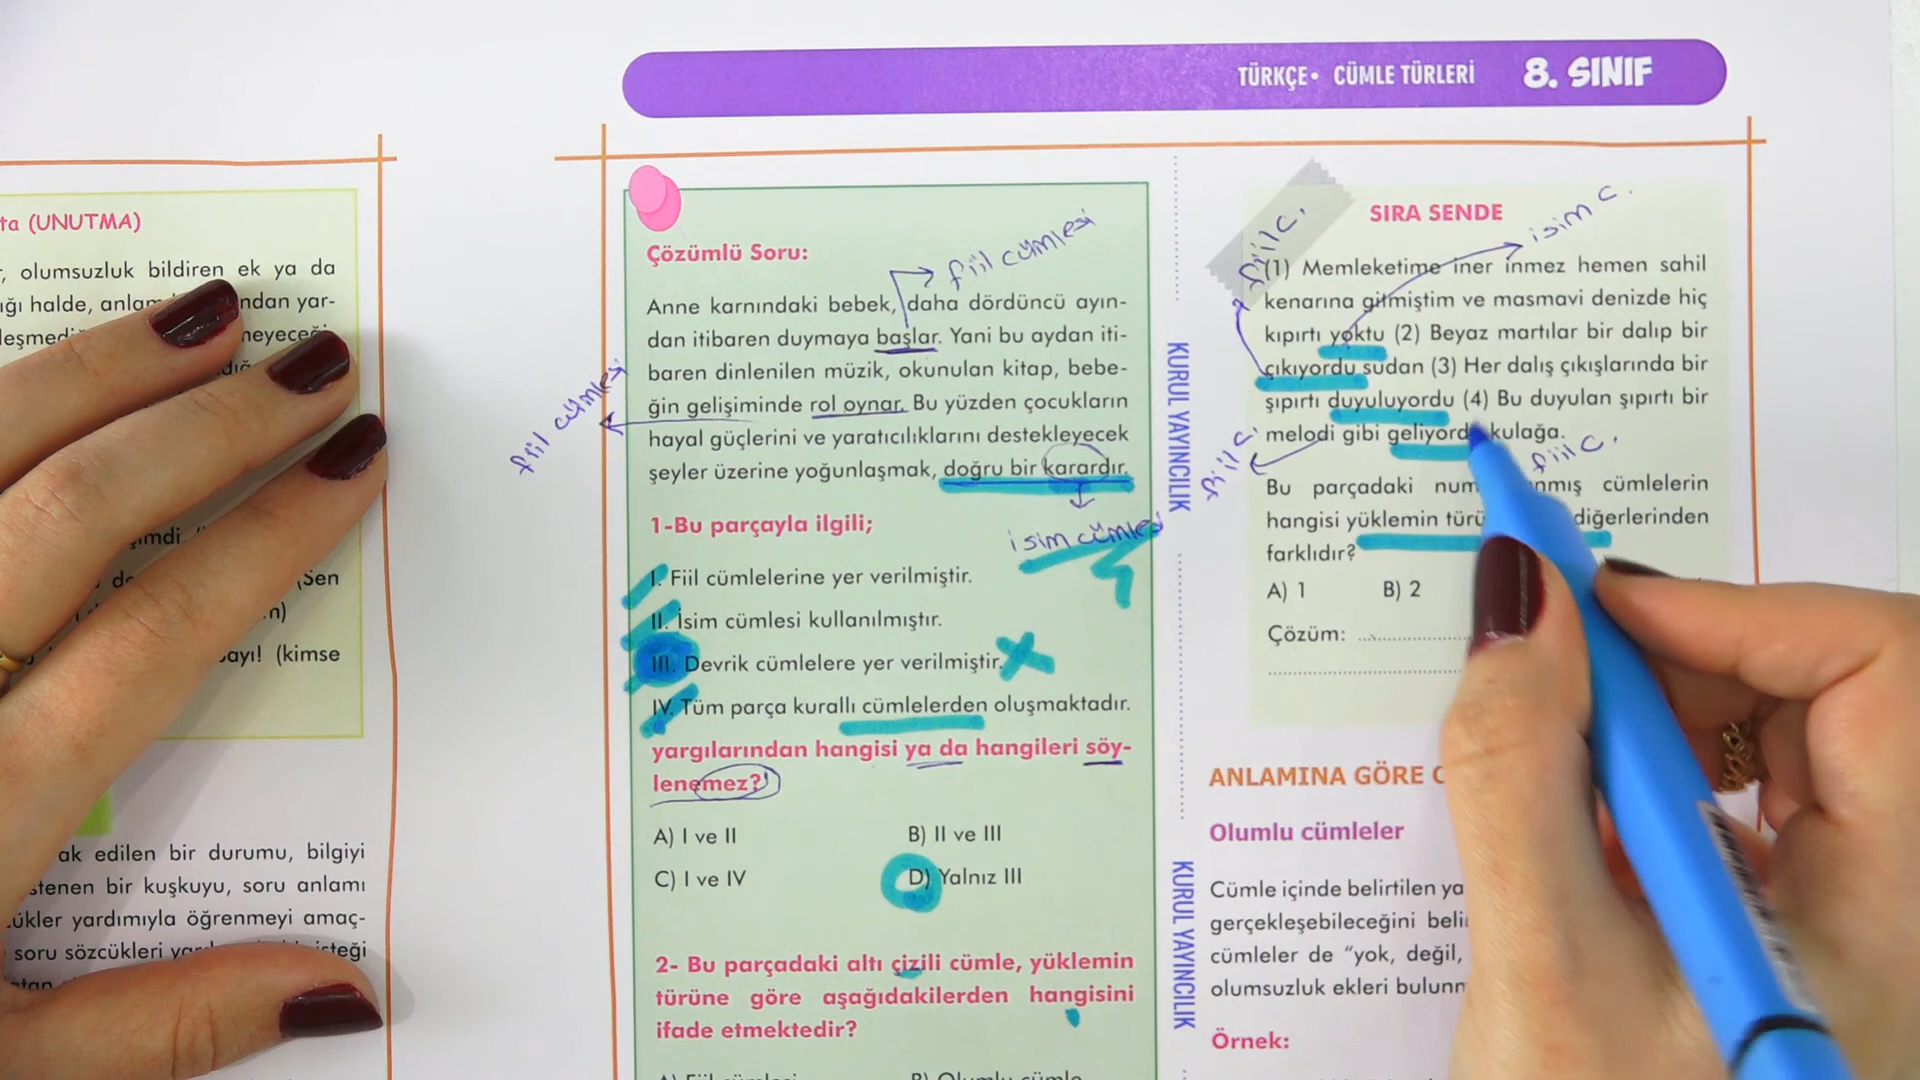 TÜRKÇE • CÜMLE TÜRLERİ 8. SINIF
ta (UNUTMA)
olumsuzluk bildiren ek ya da
ığı halde, ndan yar-
neyeceği
şimdi.
(Sen
ayı! (kimse
ak edilen bir durumu, bilgiyi
stenen bir kuşkuyu, soru anlamı
ükler yardımıyla öğrenmeyi amaç-
soru sözcükleri isteği
Çözümlü Soru:
fiil cümlesi
Anne karnındaki bebek, daha dördüncü ayın-
dan itibaren duymaya başlar. Yani bu aydan iti-
baren dinlenilen müzik, okunulan kitap, bebe-
ğin gelişiminde rol oynar. Bu yüzden çocukların
hayal güçlerini ve yaratıcılıklarını destekleyecek
şeyler üzerine yoğunlaşmak, doğru bir karardır.
fiil cümlesi
isim cümlesi
1-Bu parçayla ilgili;
I. Fiil cümlelerine yer verilmiştir.
II. İsim cümlesi kullanılmıştır.
III. Devrik cümlelere yer verilmiştir.
IV. Tüm parça kurallı cümlelerden oluşmaktadır.
yargılarından hangisi ya da hangileri söy-
lenemez?
A) I ve II B) II ve III
C) I ve IV D) Yalnız III
2- Bu parçadaki altı çizili cümle, yüklemin
türüne göre aşağıdakilerden hangisini
ifade etmektedir?
A) Fiil cümlesi B) Olumlu cümle
KURUL YAYINCILIK
KURUL YAYINCILIK
SIRA SENDE
isim c.
fiil c.
(1) Memleketime iner inmez hemen sahil
kenarına gitmiştim ve masmavi denizde hiç
kıpırtı yoktu (2) Beyaz martılar bir dalıp bir
çıkıyordu sudan (3) Her dalış çıkışlarında bir
şıpırtı duyuluyordu (4) Bu duyulan şıpırtı bir
melodi gibi geliyordu kulağa.
fiil c.
fiil c.
Bu parçadaki num nmış cümlelerin
hangisi yüklemin türü diğerlerinden
farklıdır?
A) 1 B) 2
Çözüm:
ANLAMINA GÖRE
Olumlu cümleler
Cümle içinde belirtilen ya
gerçekleşebileceğini beli
cümleler de "yok, değil,
olumsuzluk ekleri bulunm
Örnek: